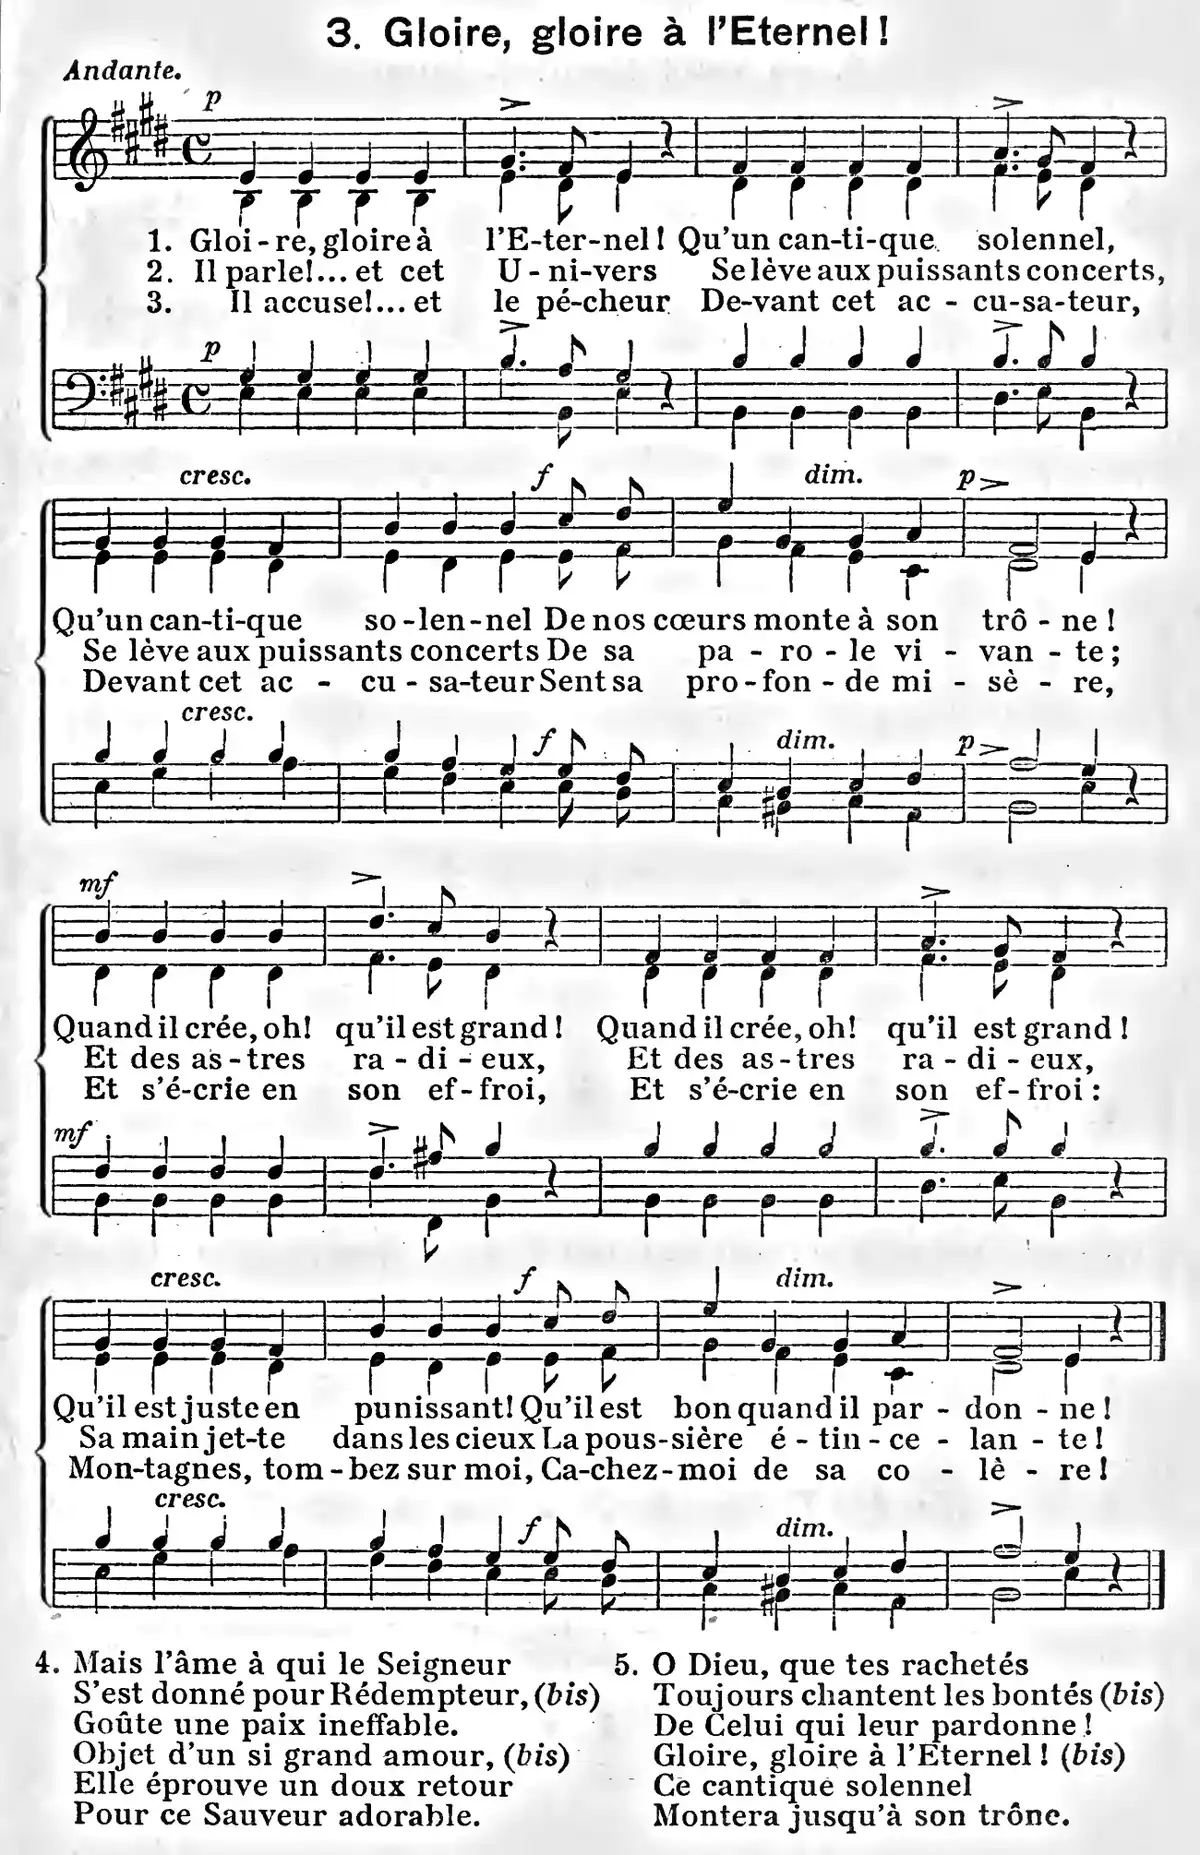 3. Gloire, gloire à l'Eternel !
Andante.
p
1. Gloi - re, gloire à l'E-ter-nel ! Qu'un can-ti-que solennel,
2. Il parle!... et cet U - ni-vers Se lève aux puissants concerts,
3. Il accuse!... et le pé-cheur De-vant cet ac - cu-sa-teur,
p
cresc. f dim. p
Qu'un can-ti-que so-len-nel De nos cœurs monte à son trô - ne !
Se lève aux puissants concerts De sa pa - ro - le vi - van - te ;
Devant cet ac - cu - sa-teur Sent sa pro-fon - de mi - sè - re,
cresc. f dim. p
mf
Quand il crée, oh! qu'il est grand ! Quand il crée, oh! qu'il est grand !
Et des as-tres ra - di - eux, Et des as-tres ra - di - eux,
Et s'é-crie en son ef-froi, Et s'é-crie en son ef-froi :
mf
cresc. f dim.
Qu'il est juste en punissant! Qu'il est bon quand il par - don - ne !
Sa main jet-te dans les cieux La pous-sière é - tin - ce - lan - te !
Mon-tagnes, tom - bez sur moi, Ca-chez-moi de sa co - lè - re !
cresc. f dim.
4. Mais l'âme à qui le Seigneur
S'est donné pour Rédempteur, (bis)
Goûte une paix ineffable.
Objet d'un si grand amour, (bis)
Elle éprouve un doux retour
Pour ce Sauveur adorable.
5. O Dieu, que tes rachetés
Toujours chantent les bontés (bis)
De Celui qui leur pardonne !
Gloire, gloire à l'Eternel ! (bis)
Ce cantique solennel
Montera jusqu'à son trône.